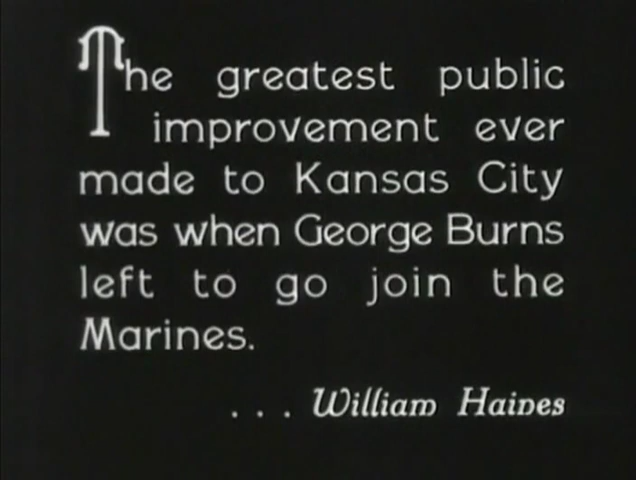 The greatest public
improvement ever
made to Kansas City
was when George Burns
left to go join the
Marines.
. . . William Haines